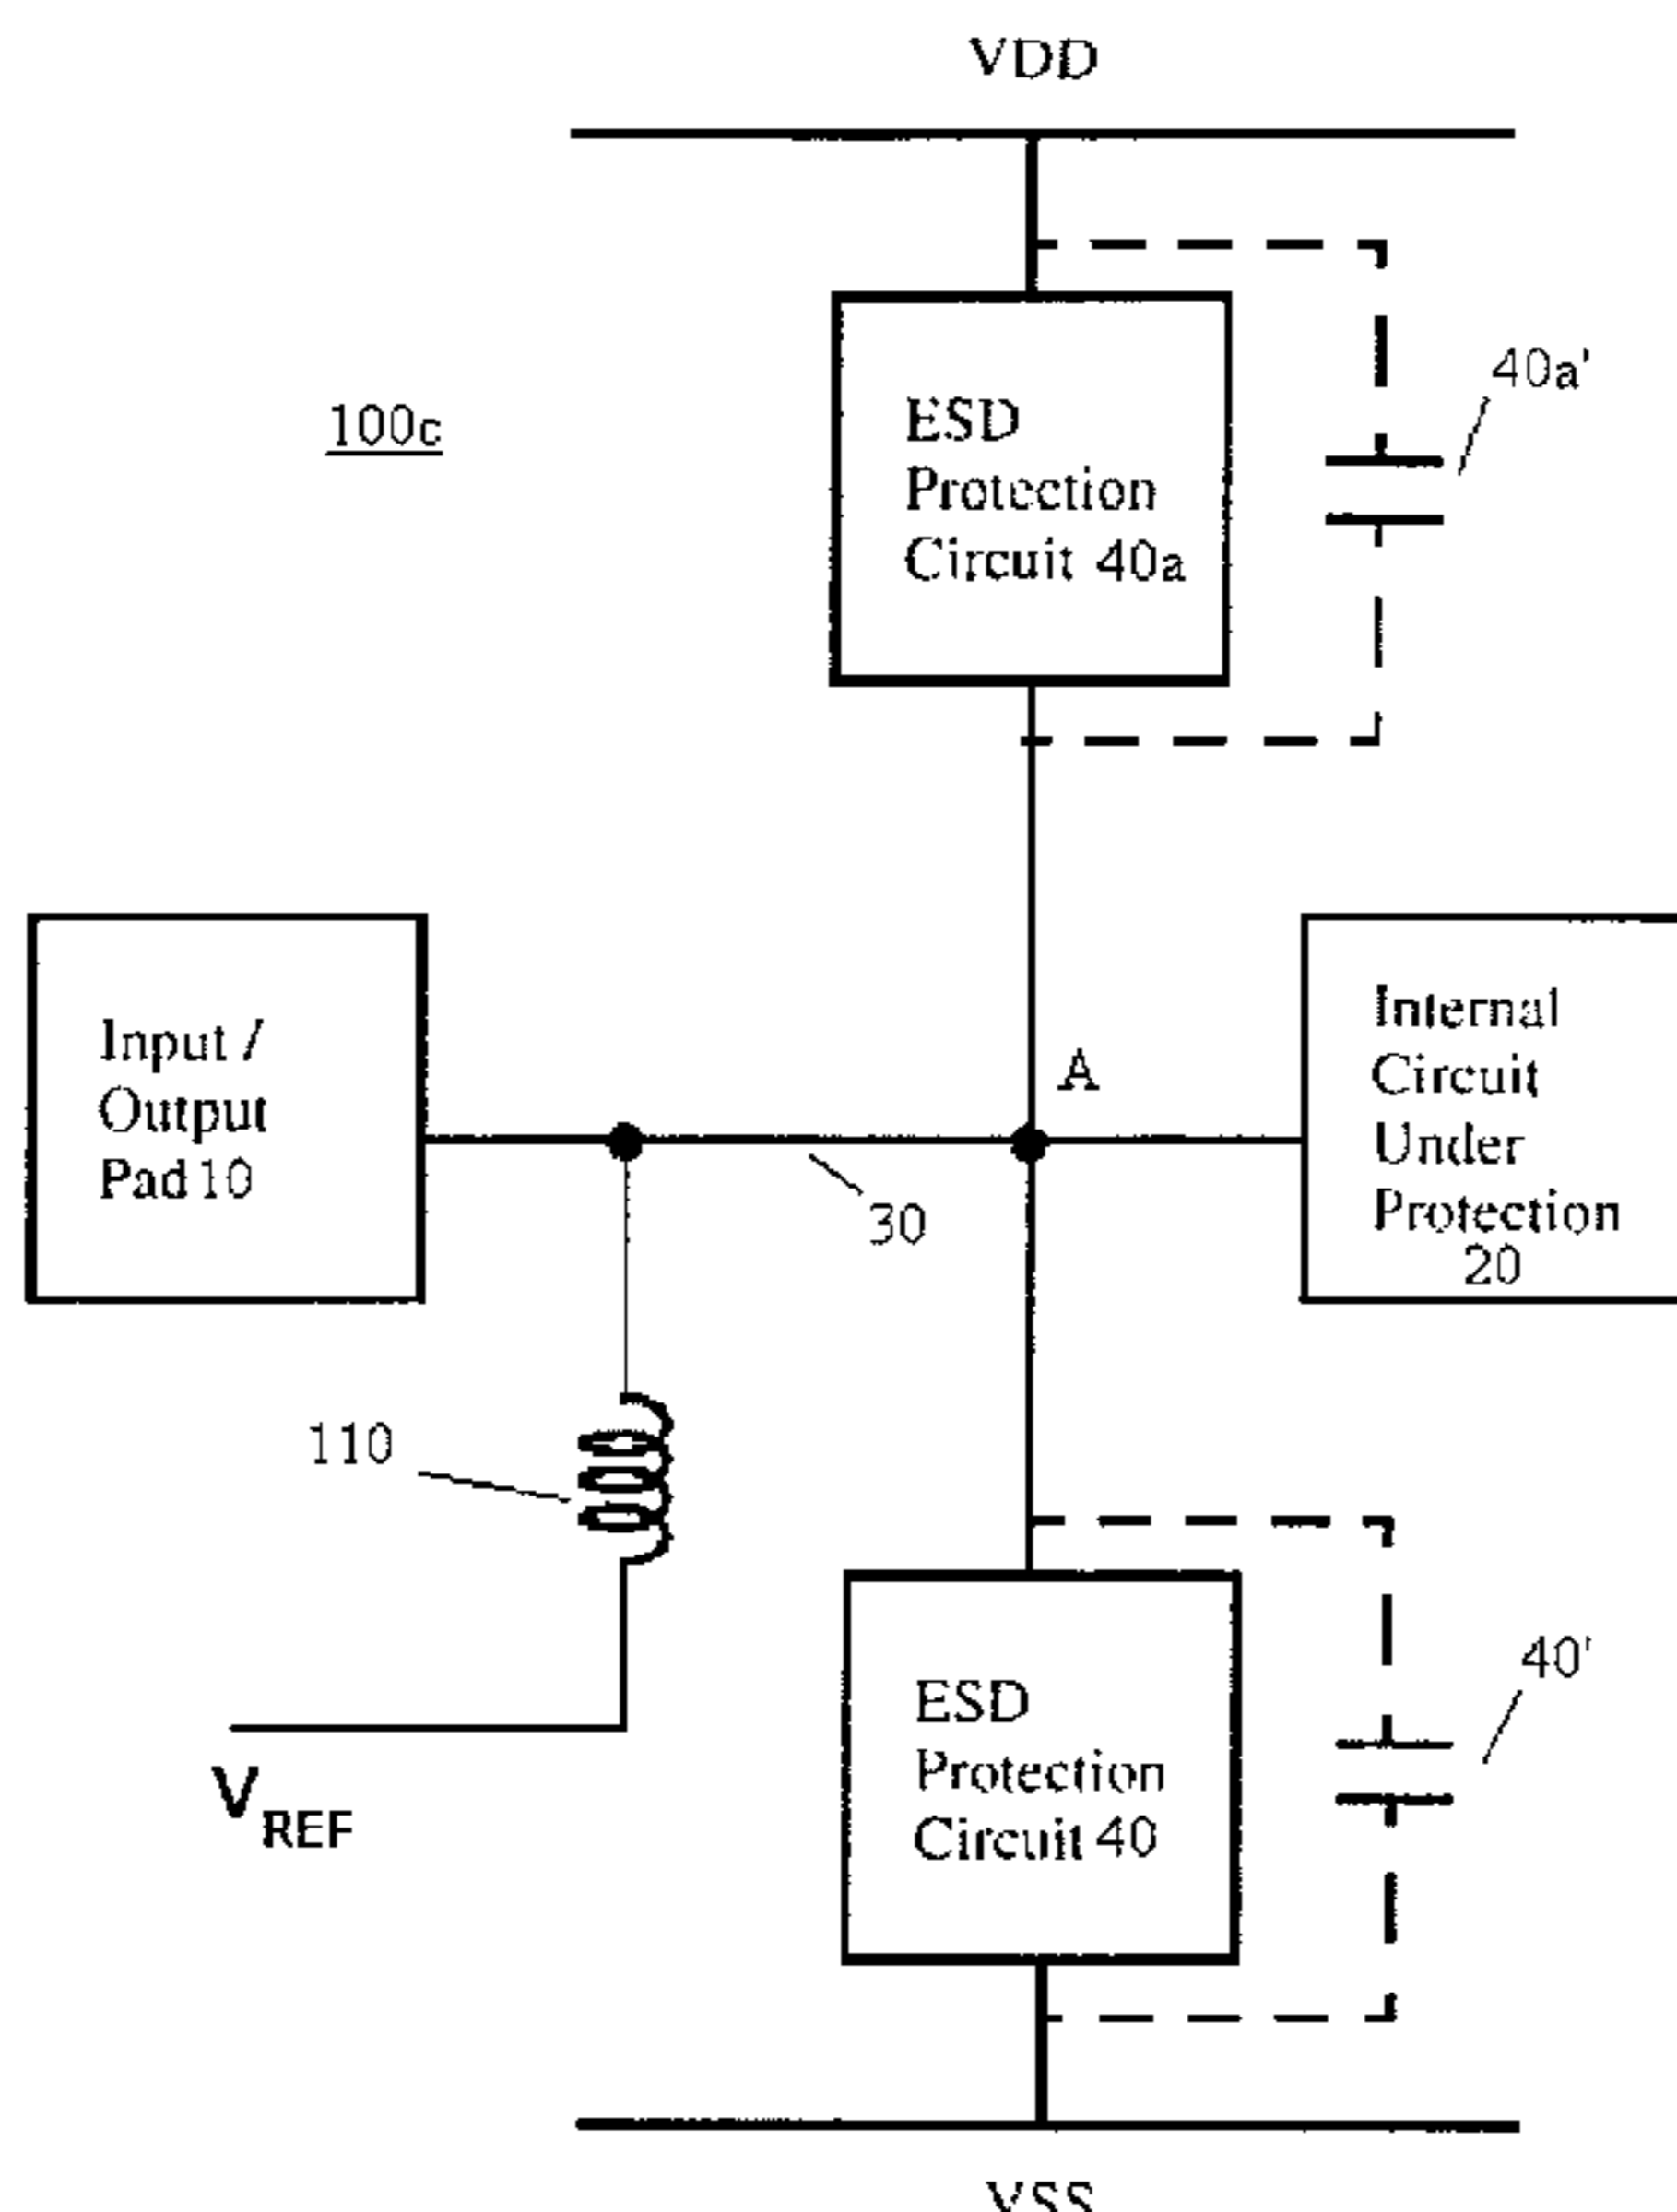 VDD
100c
ESD
Protection
Circuit 40a
40a'
Input /
Output
Pad 10
A
30
Internal
Circuit
Under
Protection
20
110
VREF
ESD
Protection
Circuit 40
40'
VSS